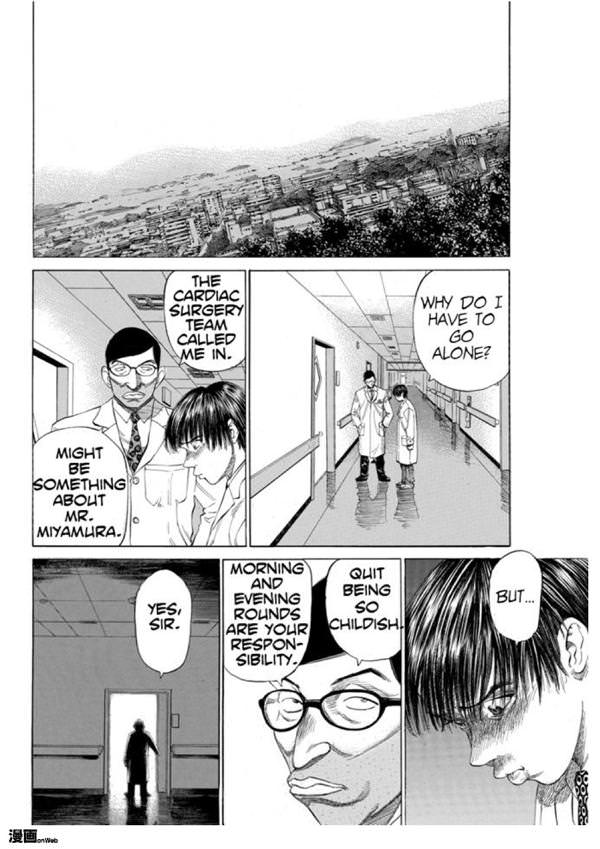 WHY DO I
HAVE TO
GO
ALONE?
THE
CARDIAC
SURGERY
TEAM
CALLED
ME IN.
MIGHT
BE
SOMETHING
ABOUT
MR.
MIYAMURA.
BUT...
QUIT
BEING
SO
CHILDISH.
MORNING
AND
EVENING
ROUNDS
ARE YOUR
RESPON-
SIBILITY.
YES,
SIR.
漫画onWeb